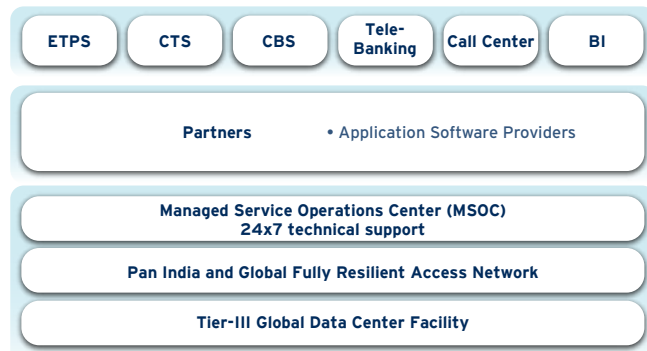 ETPS
CTS
CBS
Tele-
Banking
Call Center
BI
Partners
• Application Software Providers
Managed Service Operations Center (MSOC)
24x7 technical support
Pan India and Global Fully Resilient Access Network
Tier-III Global Data Center Facility